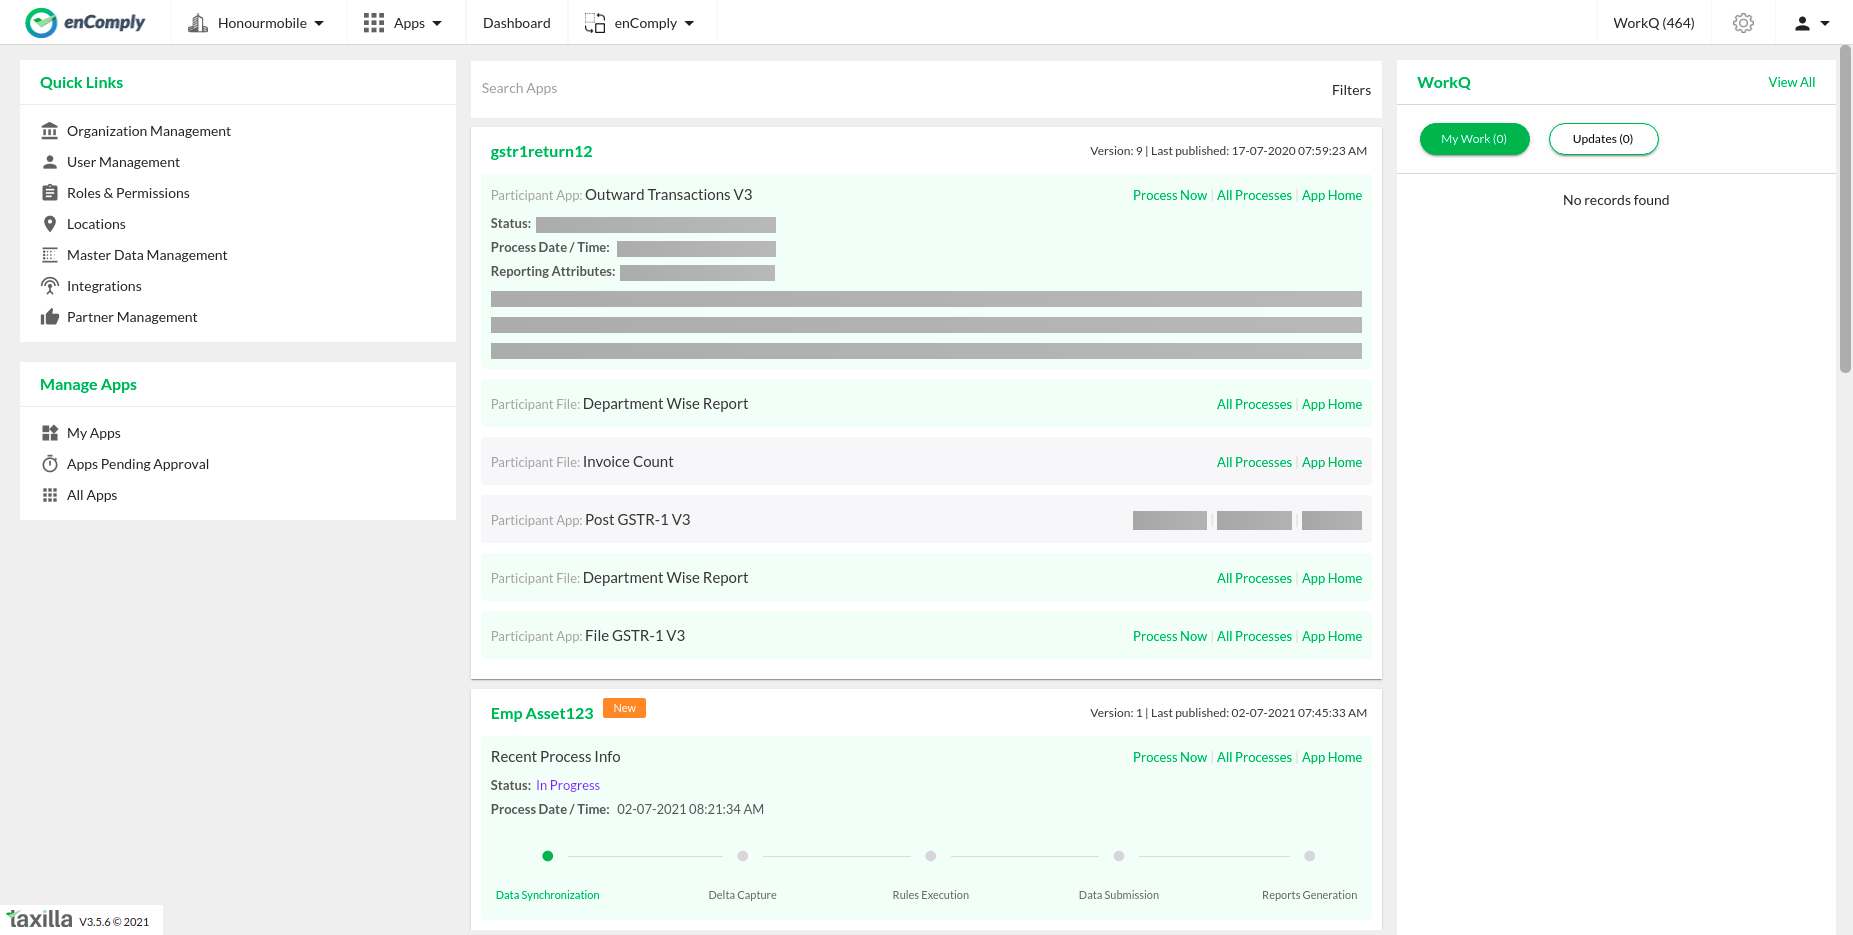 enComply
Honourmobile
Apps
Dashboard
enComply
WorkQ (464)
Quick Links
Organization Management
User Management
Roles & Permissions
Locations
Master Data Management
Integrations
Partner Management
Manage Apps
My Apps
Apps Pending Approval
All Apps
Search Apps
Filters
gstr1return12
Version: 9 | Last published: 17-07-2020 07:59:23 AM
Participant App: Outward Transactions V3
Process Now | All Processes | App Home
Status:
Process Date / Time:
Reporting Attributes:
Participant File: Department Wise Report
All Processes | App Home
Participant File: Invoice Count
All Processes | App Home
Participant App: Post GSTR-1 V3
Participant File: Department Wise Report
All Processes | App Home
Participant App: File GSTR-1 V3
Process Now | All Processes | App Home
Emp Asset123
New
Version: 1 | Last published: 02-07-2021 07:45:33 AM
Recent Process Info
Process Now | All Processes | App Home
Status: In Progress
Process Date / Time: 02-07-2021 08:21:34 AM
Data Synchronization
Delta Capture
Rules Execution
Data Submission
Reports Generation
WorkQ
View All
My Work (0)
Updates (0)
No records found
taxilla
V3.5.6 © 2021